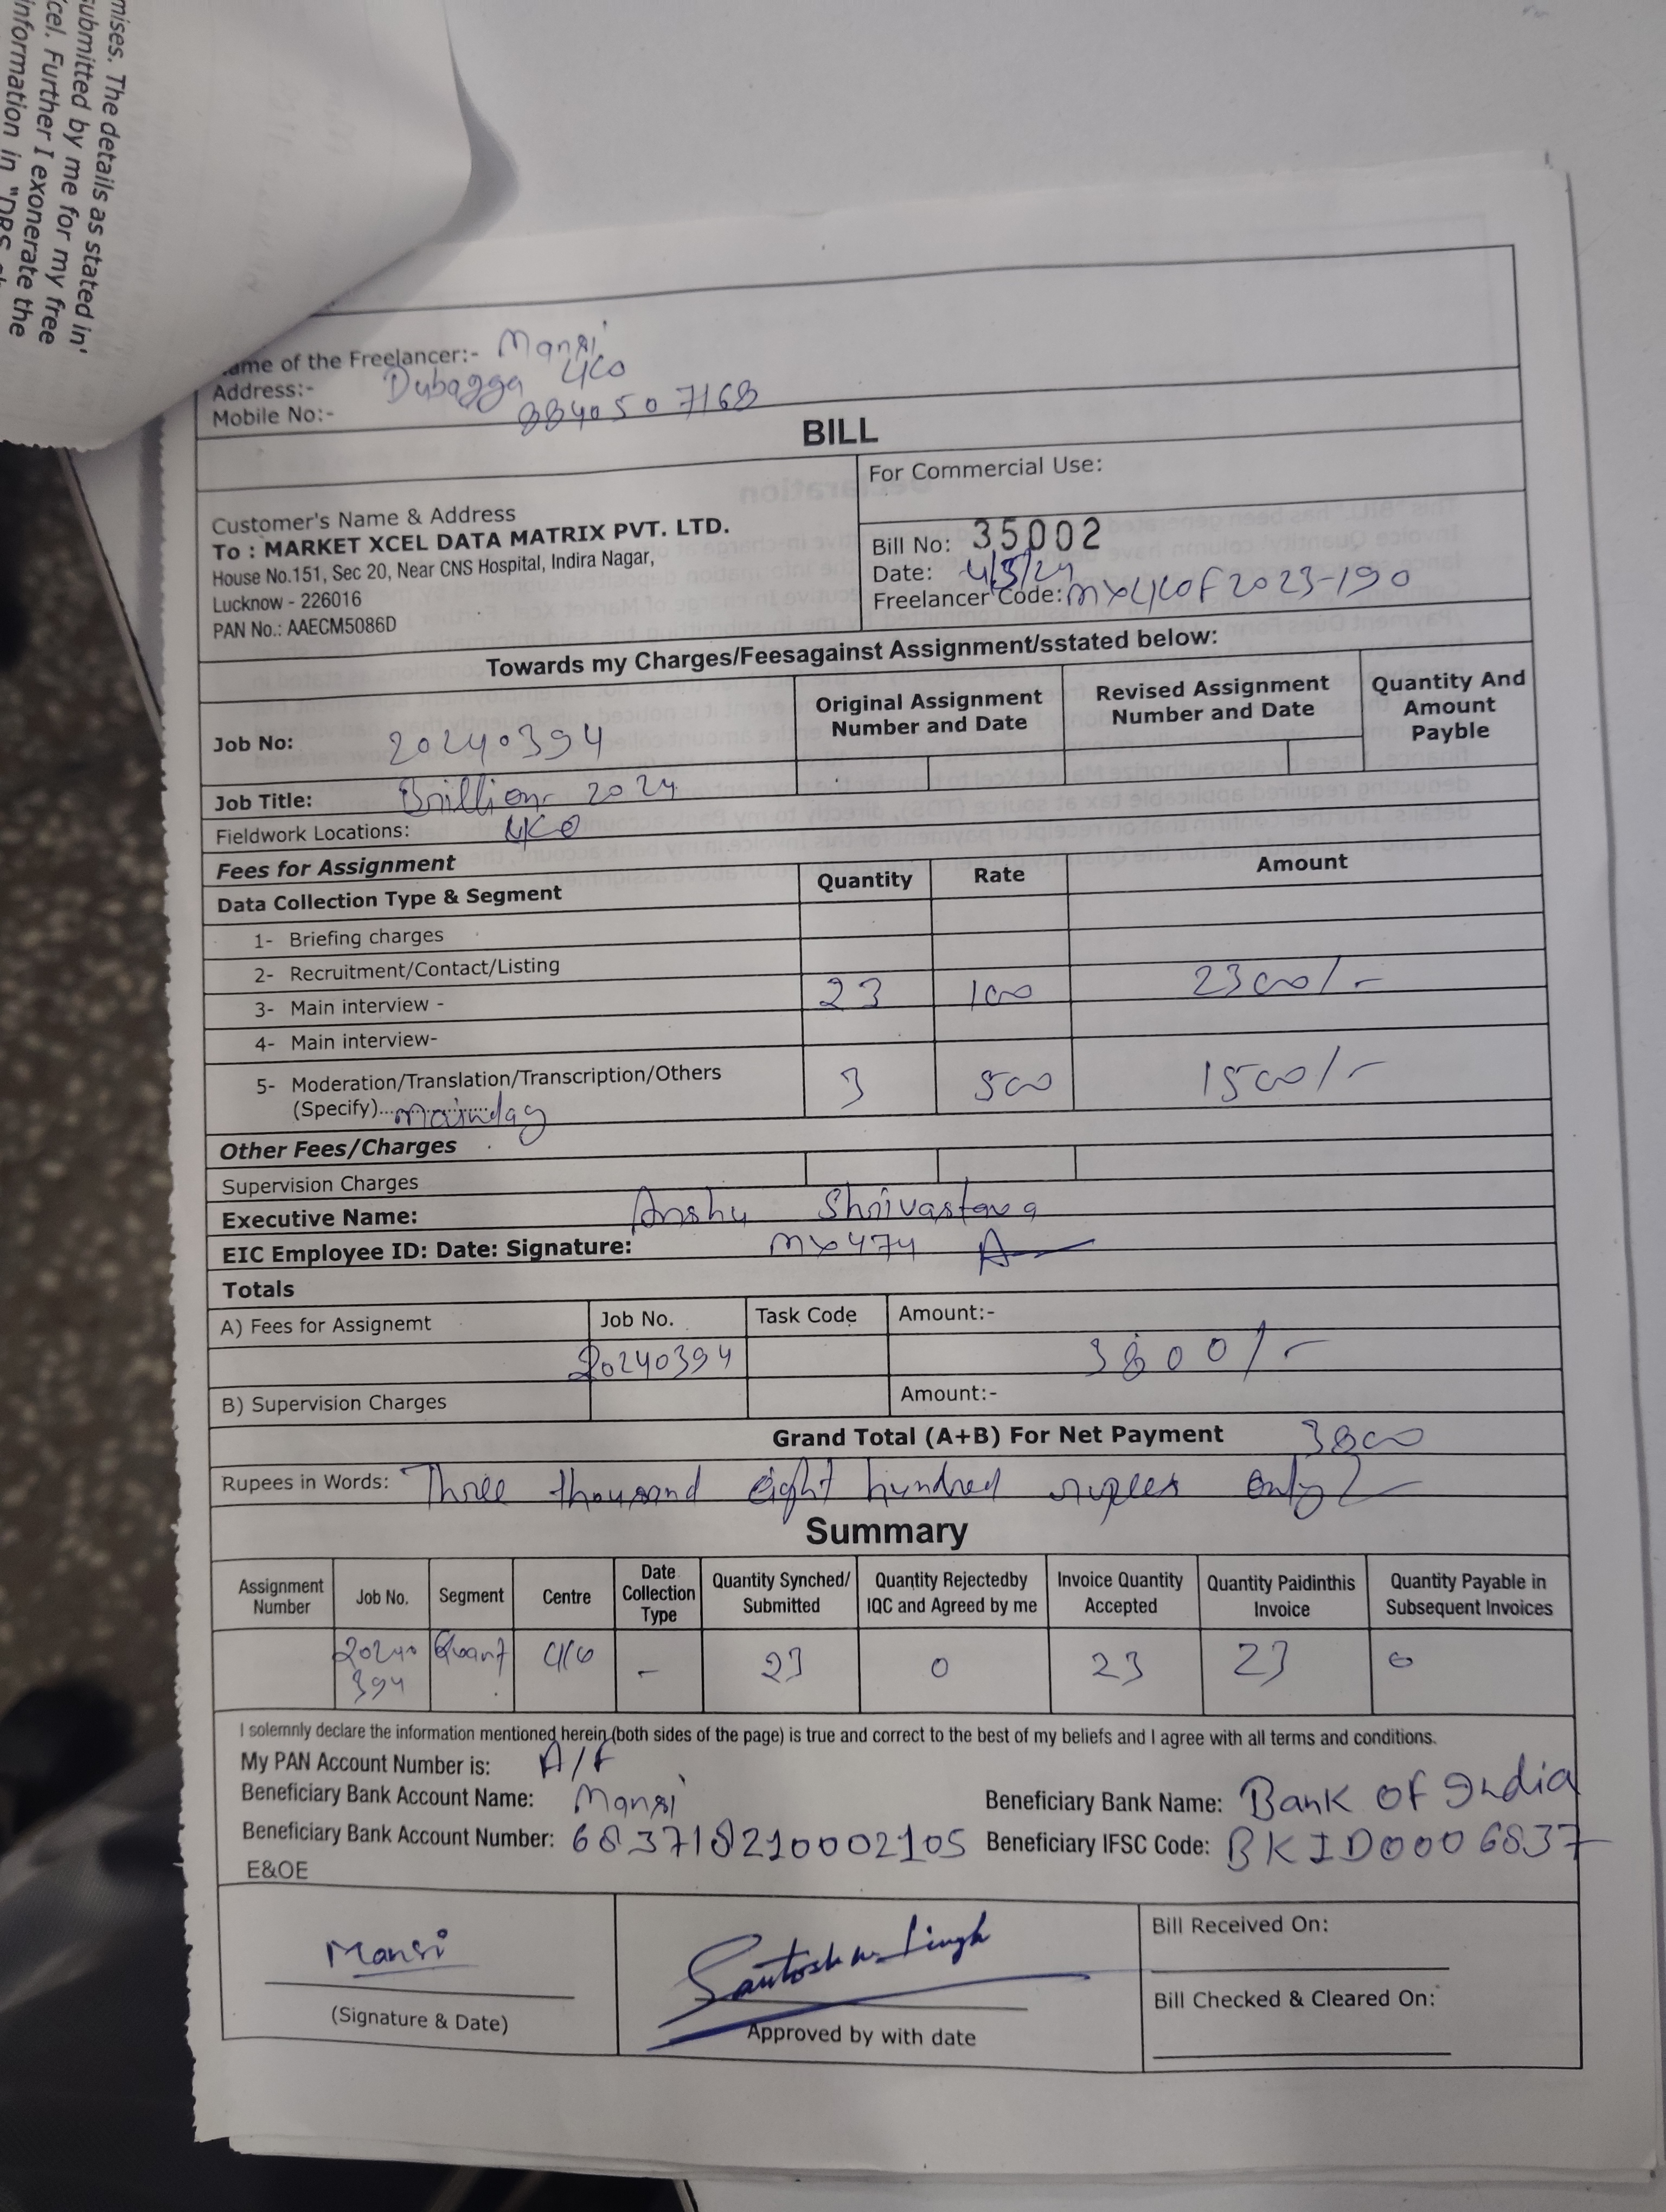 mises. The details as stated in'
submitted by me for my free
cel. Further I exonerate the
information in "DRS
ame of the Freelancer:- Mansi
Address:- Dubagga LKO
Mobile No:- 8840507168
BILL
For Commercial Use:
Customer's Name & Address
To : MARKET XCEL DATA MATRIX PVT. LTD.
House No.151, Sec 20, Near CNS Hospital, Indira Nagar,
Lucknow - 226016
PAN No.: AAECM5086D
Bill No: 35002
Date: 4/5/24
Freelancer Code: MXLKOF2023-190
Towards my Charges/Feesagainst Assignment/sstated below:
Job No: 20240394
Original Assignment Number and Date
Revised Assignment Number and Date
Quantity And Amount Payble
Job Title: Brillion 2024
Fieldwork Locations: LKO
Fees for Assignment
Data Collection Type & Segment Quantity Rate Amount
1- Briefing charges
2- Recruitment/Contact/Listing
3- Main interview - 23 100 2300/-
4- Main interview-
5- Moderation/Translation/Transcription/Others 3 500 1500/-
(Specify)... mainday
Other Fees/Charges
Supervision Charges
Executive Name: Anshu Shrivastava
EIC Employee ID: Date: Signature: MX474 A
Totals
A) Fees for Assignemt Job No. Task Code Amount:-
20240394 3800/-
B) Supervision Charges Amount:-
Grand Total (A+B) For Net Payment 3800
Rupees in Words: Three thousand eight hundred rupees only
Summary
Assignment Number Job No. Segment Centre Date Collection Type Quantity Synched/ Submitted Quantity Rejectedby IQC and Agreed by me Invoice Quantity Accepted Quantity Paidinthis Invoice Quantity Payable in Subsequent Invoices
20240394 Quant LKO - 23 0 23 23 0
I solemnly declare the information mentioned herein (both sides of the page) is true and correct to the best of my beliefs and I agree with all terms and conditions.
My PAN Account Number is: A/F
Beneficiary Bank Account Name: Mansi Beneficiary Bank Name: Bank of India
Beneficiary Bank Account Number: 683718210002105 Beneficiary IFSC Code: BKID0006837
E&OE
Mansi
(Signature & Date)
Santosh Singh
Approved by with date
Bill Received On:
Bill Checked & Cleared On: